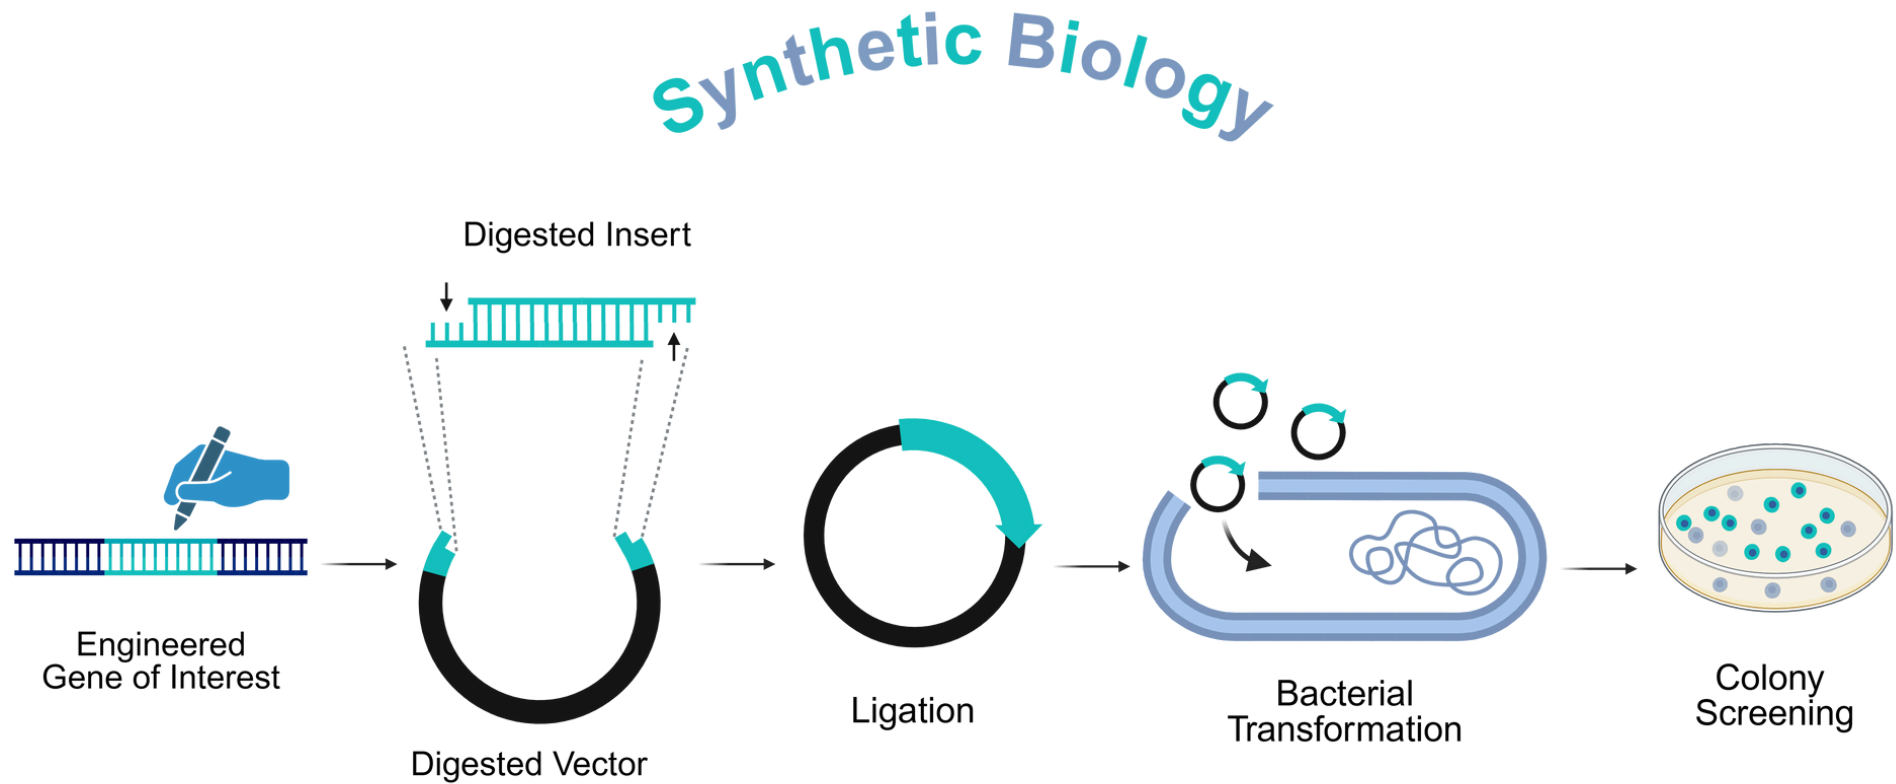 Synthetic Biology
Digested Insert
Engineered
Gene of Interest
Digested Vector
Ligation
Bacterial
Transformation
Colony
Screening